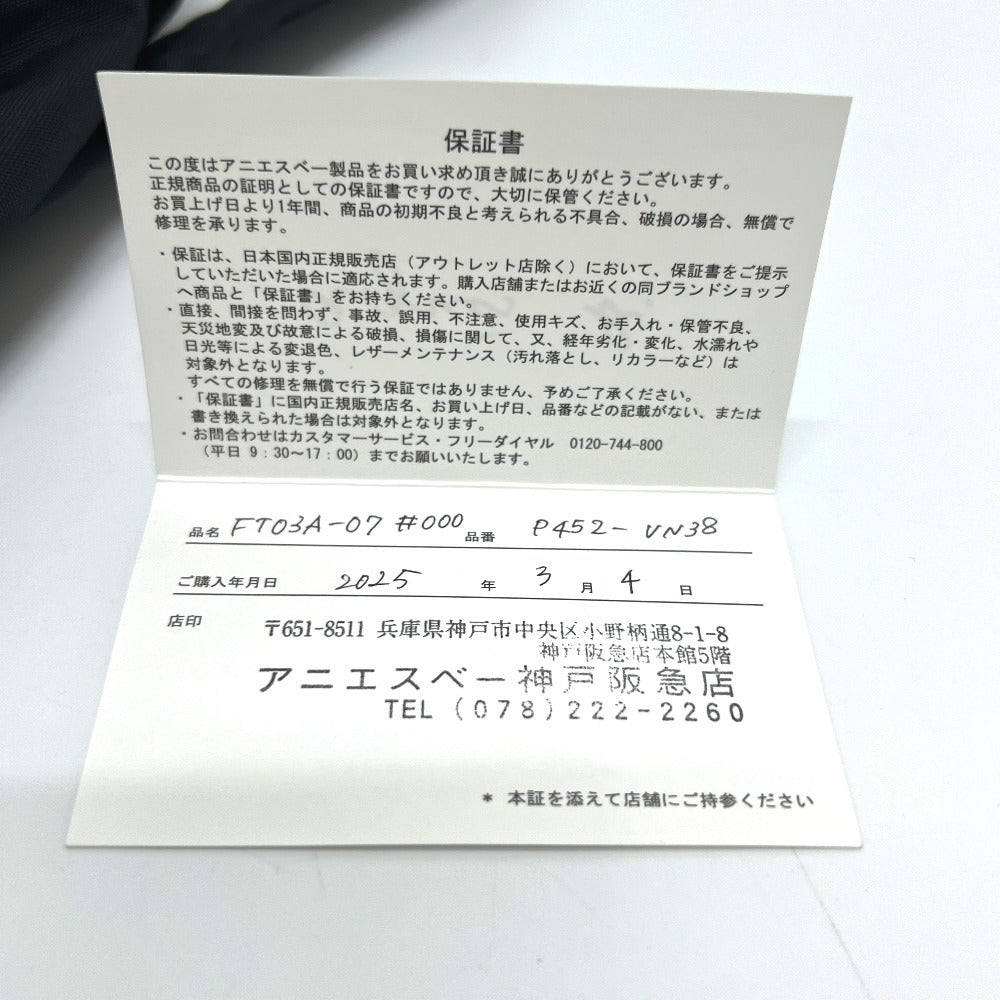 保証書
この度はアニエスベー製品をお買い求め頂き誠にありがとうございます。
正規商品の証明としての保証書ですので、大切に保管ください。
お買上げ日より1年間、商品の初期不良と考えられる不具合、破損の場合、無償で
修理を承ります。
・保証は、日本国内正規販売店（アウトレット店除く）において、保証書をご提示
していただいた場合に適応されます。購入店舗またはお近くの同ブランドショップ
へ商品と「保証書」をお持ちください。
・直接、間接を問わず、事故、誤用、不注意、使用キズ、お手入れ・保管不良、
天災地変及び故意による破損、損傷に関して、又、経年劣化・変化、水濡れや
日光等による変退色、レザーメンテナンス（汚れ落とし、リカラーなど）は
対象外となります。
すべての修理を無償で行う保証ではありません、予めご了承ください。
・「保証書」に国内正規販売店名、お買い上げ日、品番などの記載がない、または
書き換えられた場合は対象外となります。
・お問合わせはカスタマーサービス・フリーダイヤル 0120-744-800
（平日 9：30～17：00）までお願いいたします。
品名 FT03A-07 #000 品番 P452-VN38
ご購入年月日 2025 年 3 月 4 日
店印
〒651-8511 兵庫県神戸市中央区小野柄通8-1-8
神戸阪急店本館5階
アニエスベー神戸阪急店
TEL (078)222-2260
* 本証を添えて店舗にご持参ください